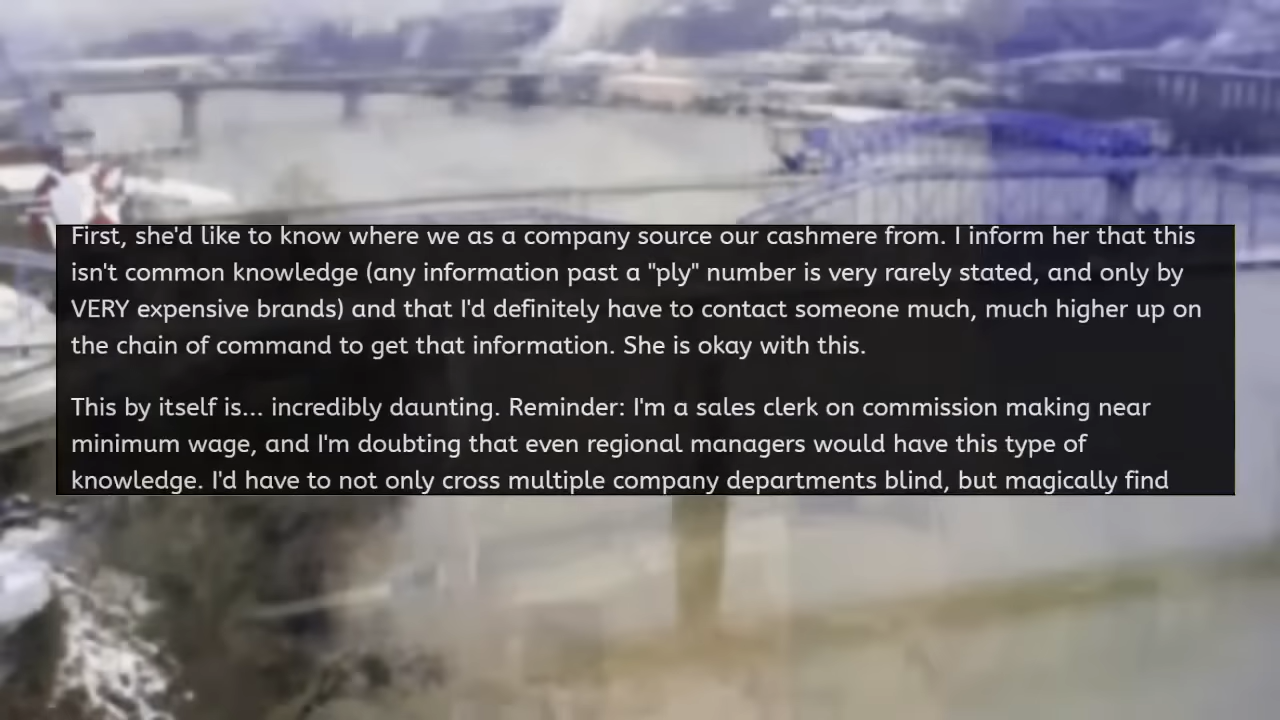 First, she'd like to know where we as a company source our cashmere from. I inform her that this
isn't common knowledge (any information past a "ply" number is very rarely stated, and only by
VERY expensive brands) and that I'd definitely have to contact someone much, much higher up on
the chain of command to get that information. She is okay with this.
This by itself is... incredibly daunting. Reminder: I'm a sales clerk on commission making near
minimum wage, and I'm doubting that even regional managers would have this type of
knowledge. I'd have to not only cross multiple company departments blind, but magically find